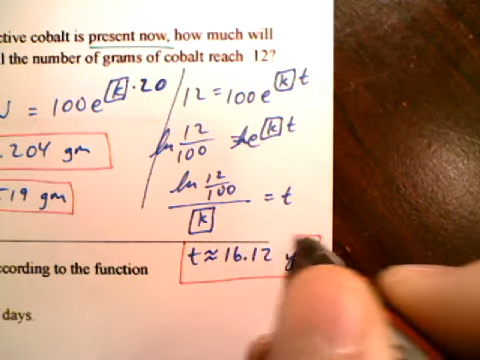 ctive cobalt is present now, how much will
l the number of grams of cobalt reach 12?
= 100e^[k]·20
12 = 100e^[k]t
ln 12/100 = lne^[k]t
.204 gm
ln 12/100 / [k] = t
19 gm
t ≈ 16.12 y
ccording to the function
days.